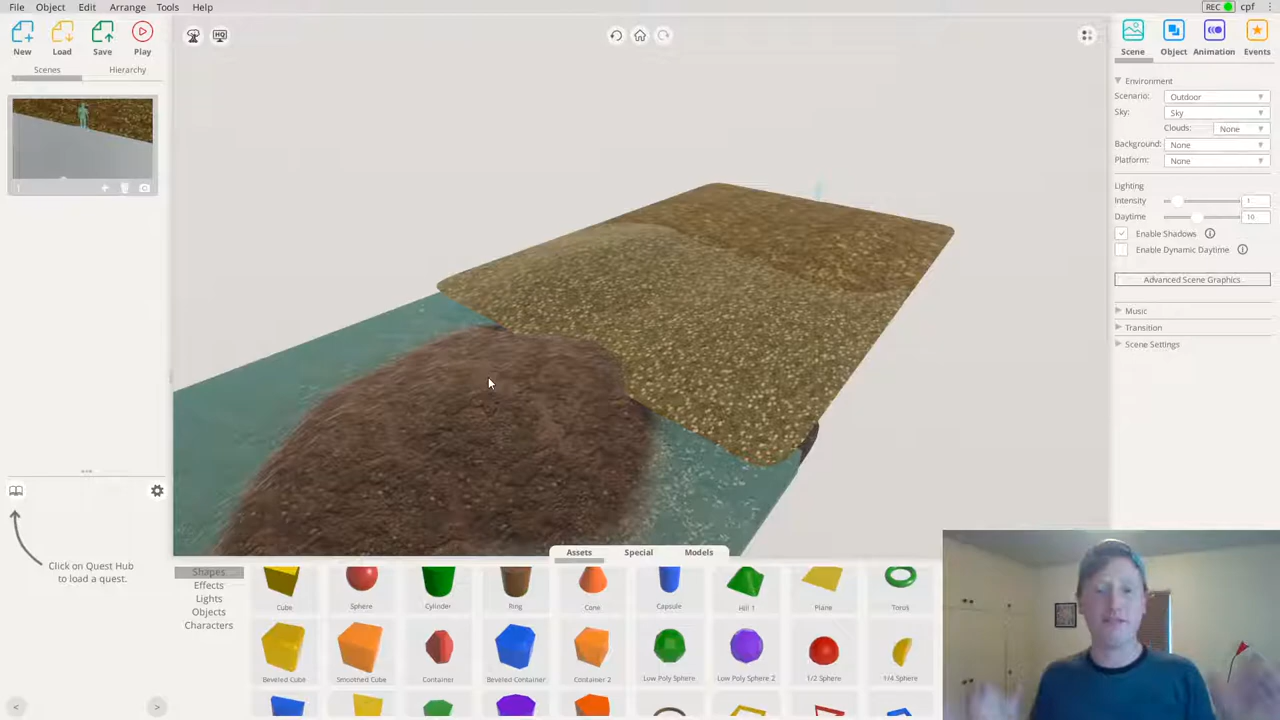 File Object Edit Arrange Tools Help REC cpf
New Load Save Play Scene Object Animation Events
Scenes Hierarchy
Environment
Scenario: Outdoor
Sky: Sky
Clouds: None
Background: None
Platform: None
Lighting
Intensity 1
Daytime 10
Enable Shadows
Enable Dynamic Daytime
Advanced Scene Graphics
Music
Transition
Scene Settings
Click on Quest Hub
to load a quest.
Assets Special Models
Shapes
Effects
Lights
Objects
Characters
Cube Sphere Cylinder Ring Cone Capsule Hill 1 Plane Torus
Beveled Cube Smoothed Cube Container Beveled Container Container 2 Low Poly Sphere Low Poly Sphere 2 1/2 Sphere 1/4 Sphere